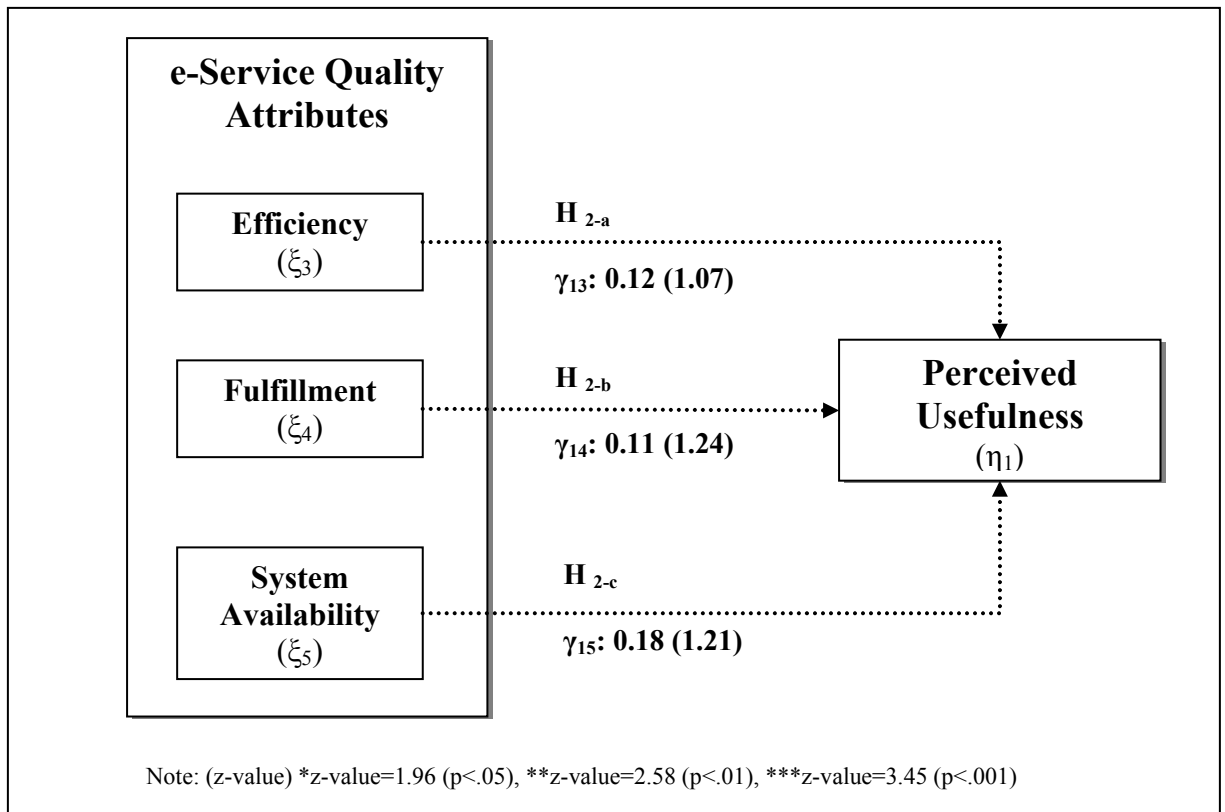 e-Service Quality
Attributes
Efficiency
(ξ3)
H 2-a
γ13: 0.12 (1.07)
Fulfillment
(ξ4)
H 2-b
γ14: 0.11 (1.24)
Perceived
Usefulness
(η1)
System
Availability
(ξ5)
H 2-c
γ15: 0.18 (1.21)
Note: (z-value) *z-value=1.96 (p<.05), **z-value=2.58 (p<.01), ***z-value=3.45 (p<.001)